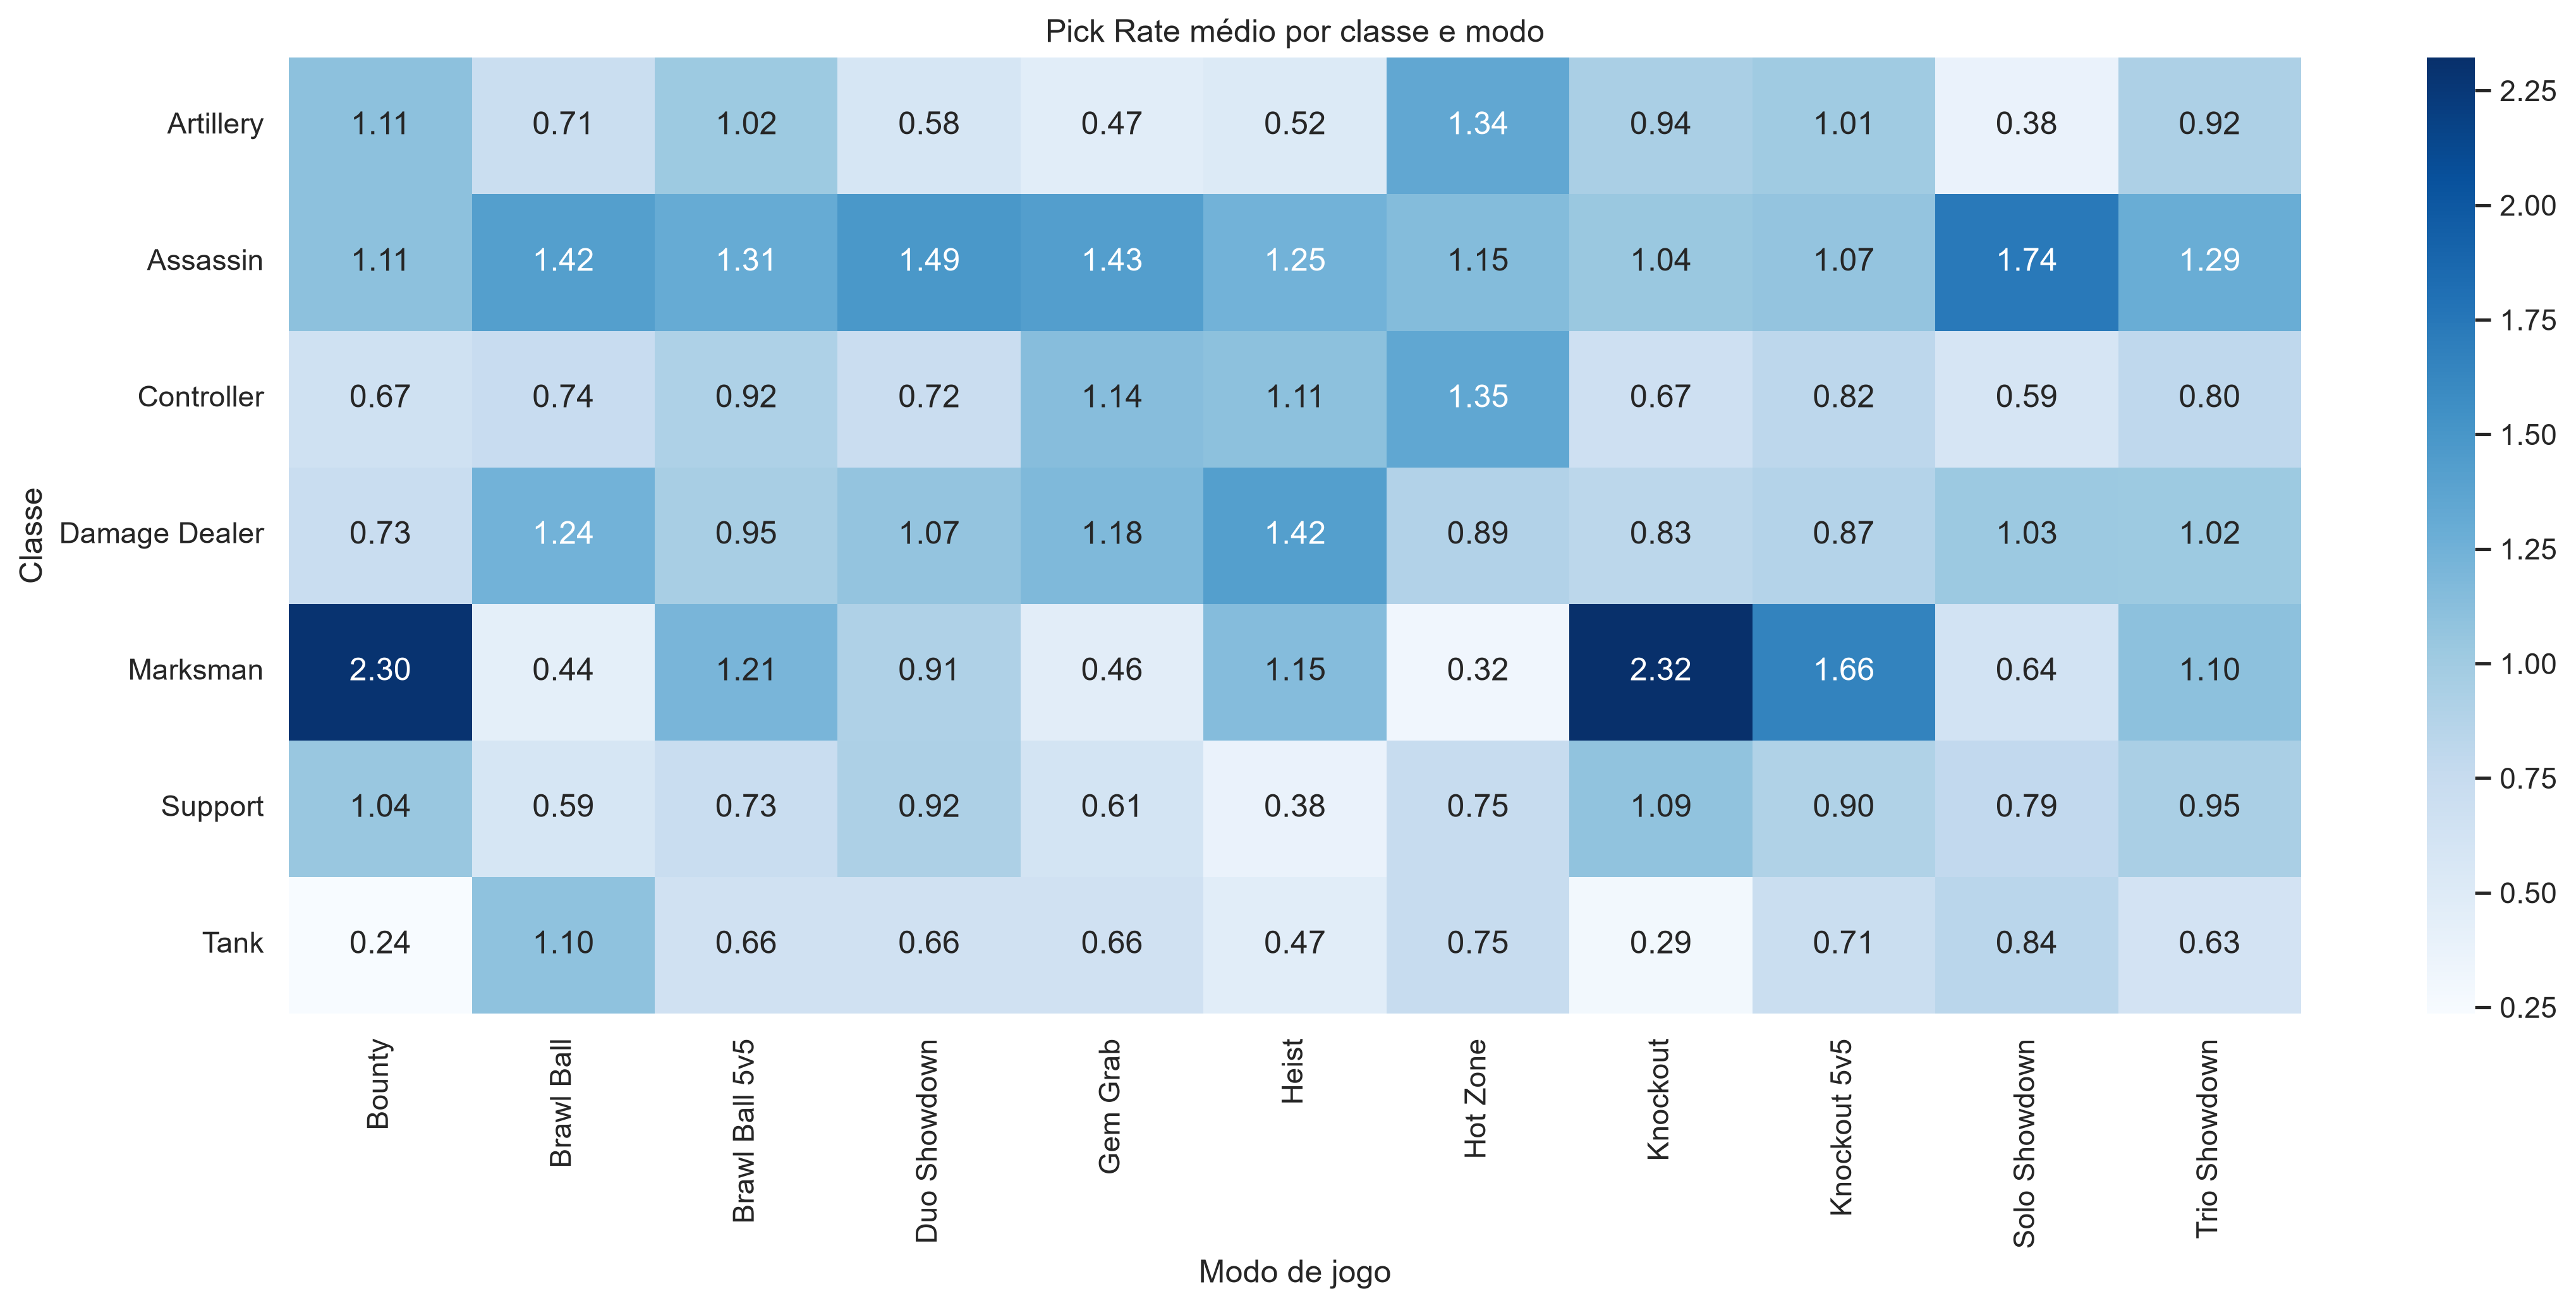 Pick Rate médio por classe e modo
Classe
Artillery 1.11 0.71 1.02 0.58 0.47 0.52 1.34 0.94 1.01 0.38 0.92
Assassin 1.11 1.42 1.31 1.49 1.43 1.25 1.15 1.04 1.07 1.74 1.29
Controller 0.67 0.74 0.92 0.72 1.14 1.11 1.35 0.67 0.82 0.59 0.80
Damage Dealer 0.73 1.24 0.95 1.07 1.18 1.42 0.89 0.83 0.87 1.03 1.02
Marksman 2.30 0.44 1.21 0.91 0.46 1.15 0.32 2.32 1.66 0.64 1.10
Support 1.04 0.59 0.73 0.92 0.61 0.38 0.75 1.09 0.90 0.79 0.95
Tank 0.24 1.10 0.66 0.66 0.66 0.47 0.75 0.29 0.71 0.84 0.63
Bounty
Brawl Ball
Brawl Ball 5v5
Duo Showdown
Gem Grab
Heist
Hot Zone
Knockout
Knockout 5v5
Solo Showdown
Trio Showdown
Modo de jogo
2.25
2.00
1.75
1.50
1.25
1.00
0.75
0.50
0.25